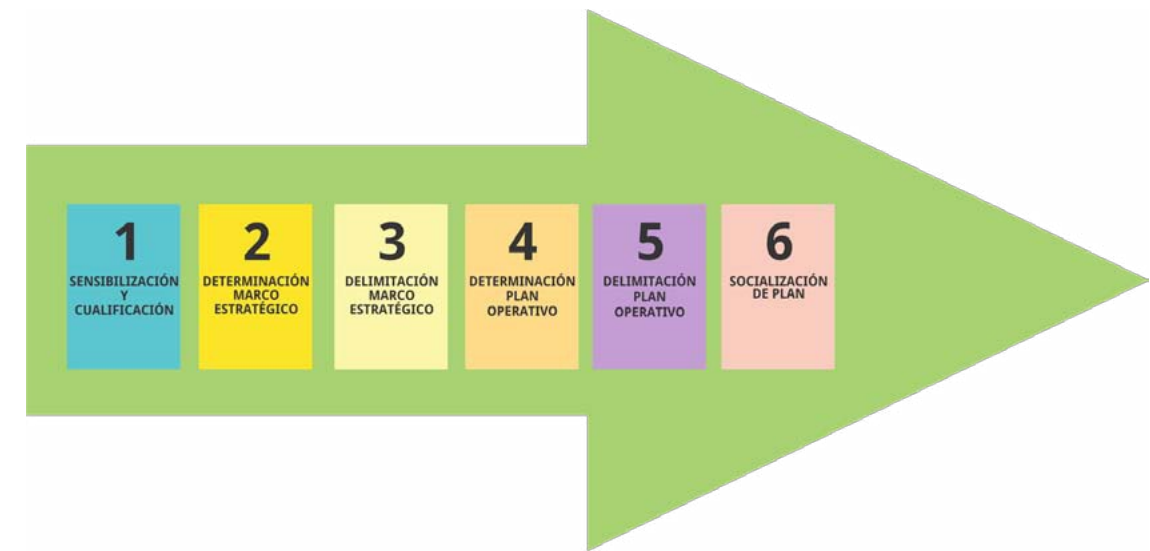 1
SENSIBILIZACIÓN
Y
CUALIFICACIÓN
2
DETERMINACIÓN
MARCO
ESTRATÉGICO
3
DELIMITACIÓN
MARCO
ESTRATÉGICO
4
DETERMINACIÓN
PLAN
OPERATIVO
5
DELIMITACIÓN
PLAN
OPERATIVO
6
SOCIALIZACIÓN
DE PLAN